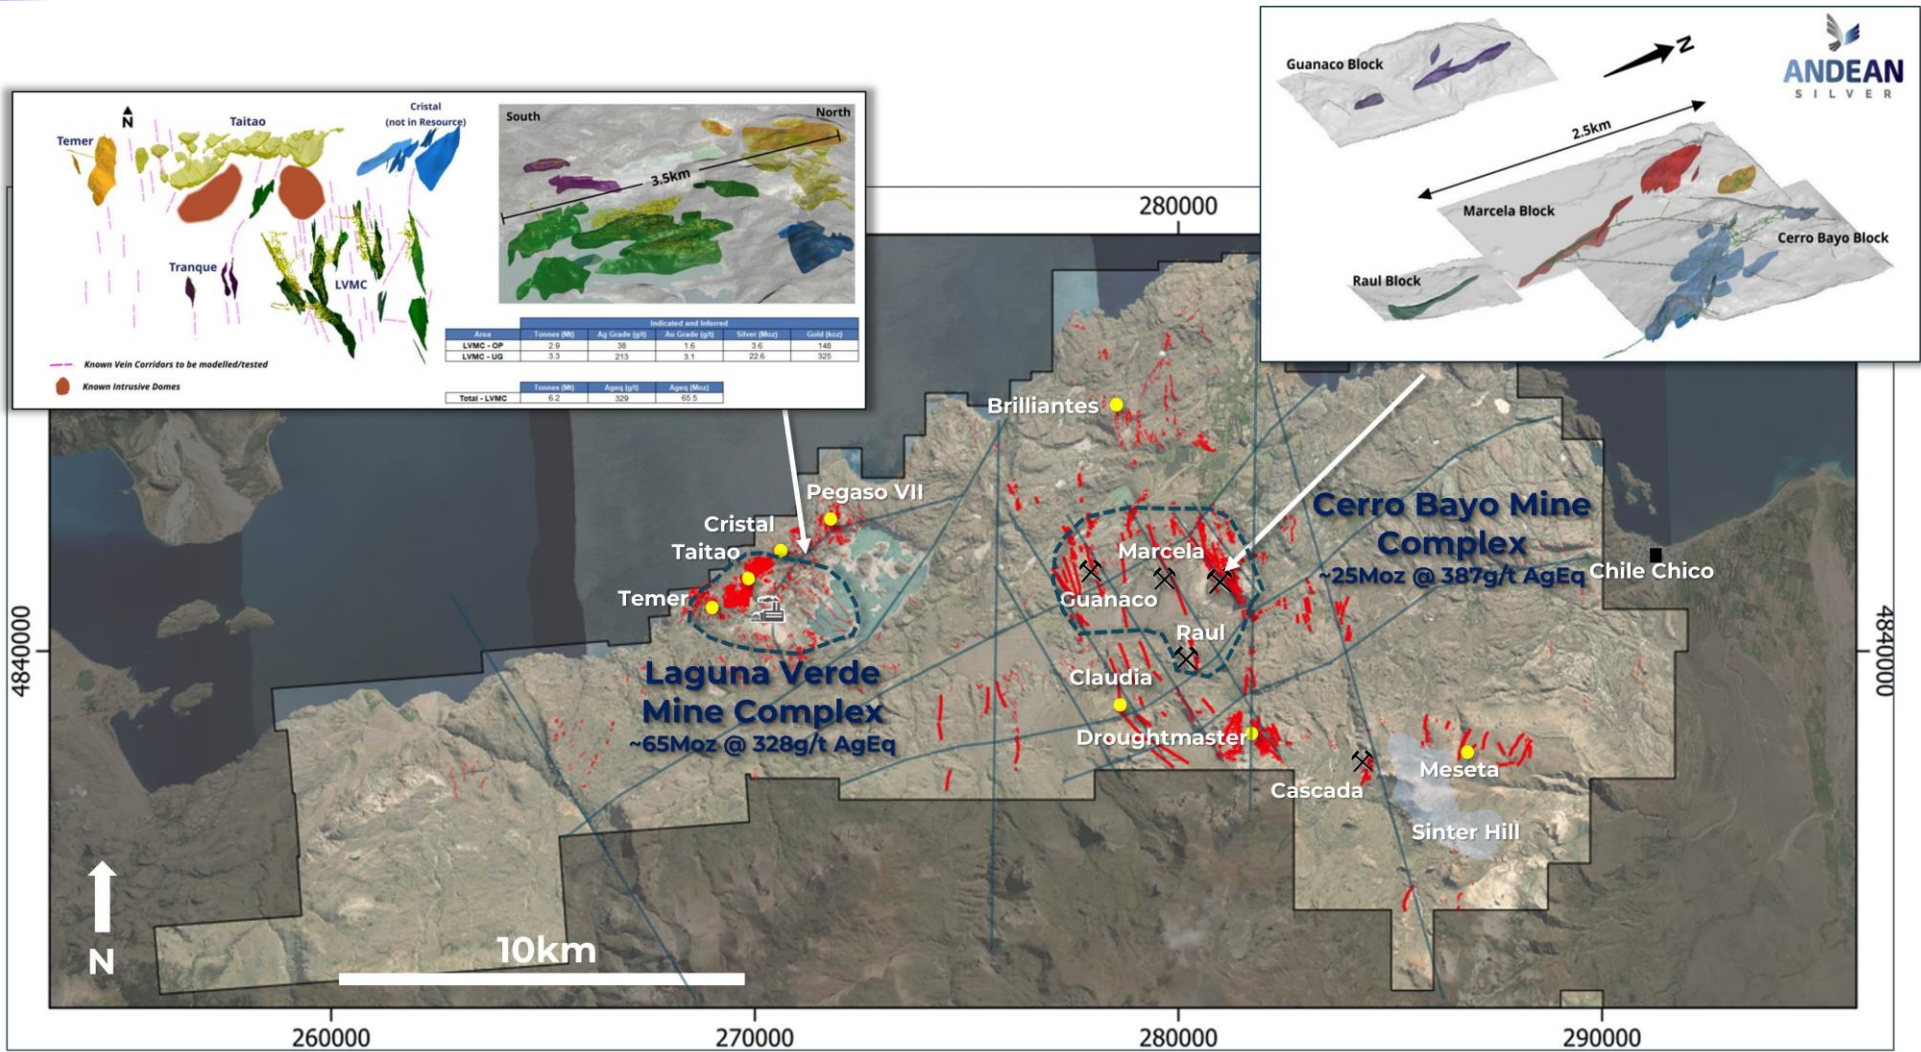 N
Temer
Taitao
Cristal
(not in Resource)
Tranque
LVMC
Known Vein Corridors to be modelled/tested
Known Intrusive Domes
South
North
3.5km
Indicated and Inferred
Area Tonnes (Mt) Ag Grade (g/t) Au Grade (g/t) Silver (Moz) Gold (koz)
LVMC - OP 2.9 38 1.6 3.6 148
LVMC - UG 3.3 213 3.1 22.6 325
Tonnes (Mt) Ageq (g/t) Ageq (Moz)
Total - LVMC 6.2 329 65.5
Guanaco Block
N
ANDEAN
SILVER
2.5km
Marcela Block
Cerro Bayo Block
Raul Block
280000
Brilliantes
Pegaso VII
Cristal
Taitao
Temer
Laguna Verde
Mine Complex
~65Moz @ 328g/t AgEq
Marcela
Guanaco
Raul
Claudia
Droughtmaster
Cerro Bayo Mine
Complex
~25Moz @ 387g/t AgEq
Chile Chico
Cascada
Meseta
Sinter Hill
4840000
4840000
N
10km
260000
270000
280000
290000